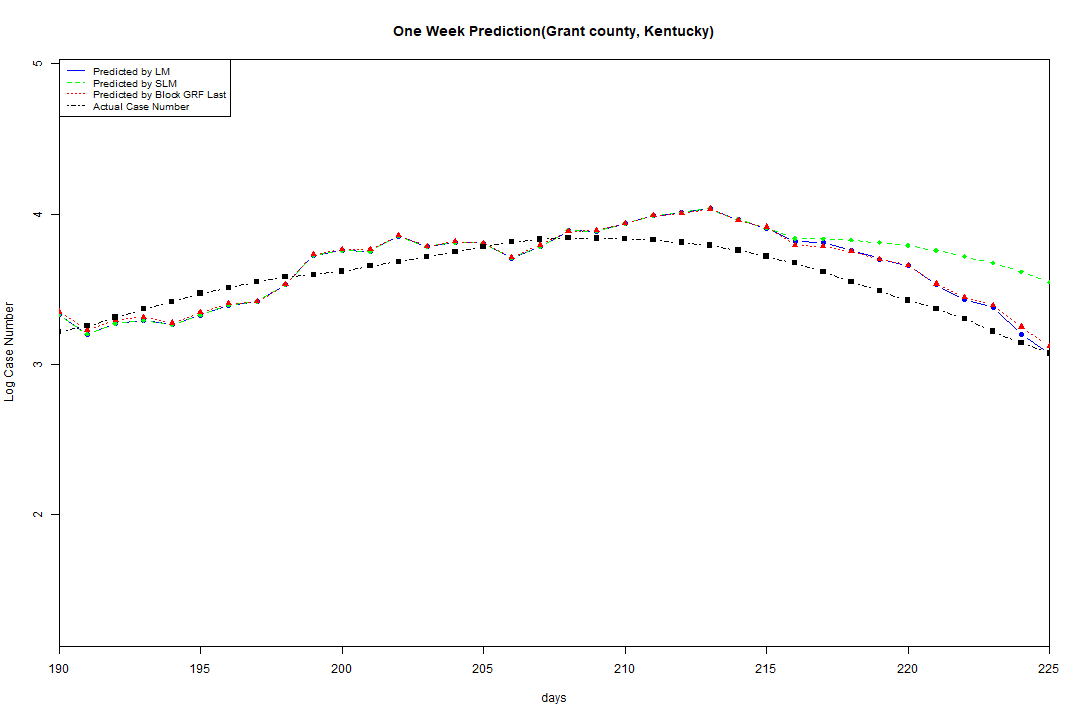 One Week Prediction(Grant county, Kentucky)
Predicted by LM
Predicted by SLM
Predicted by Block GRF Last
Actual Case Number
5
4
3
2
Log Case Number
190 195 200 205 210 215 220 225
days